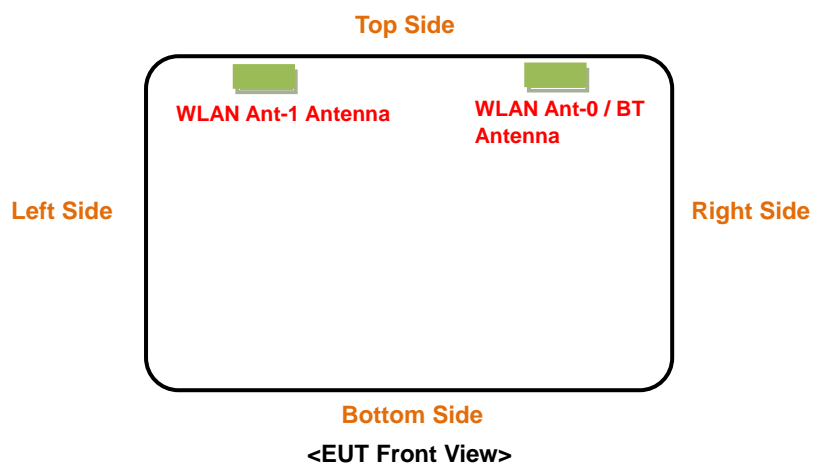 Top Side
WLAN Ant-1 Antenna
WLAN Ant-0 / BT
Antenna
Left Side
Right Side
Bottom Side
<EUT Front View>